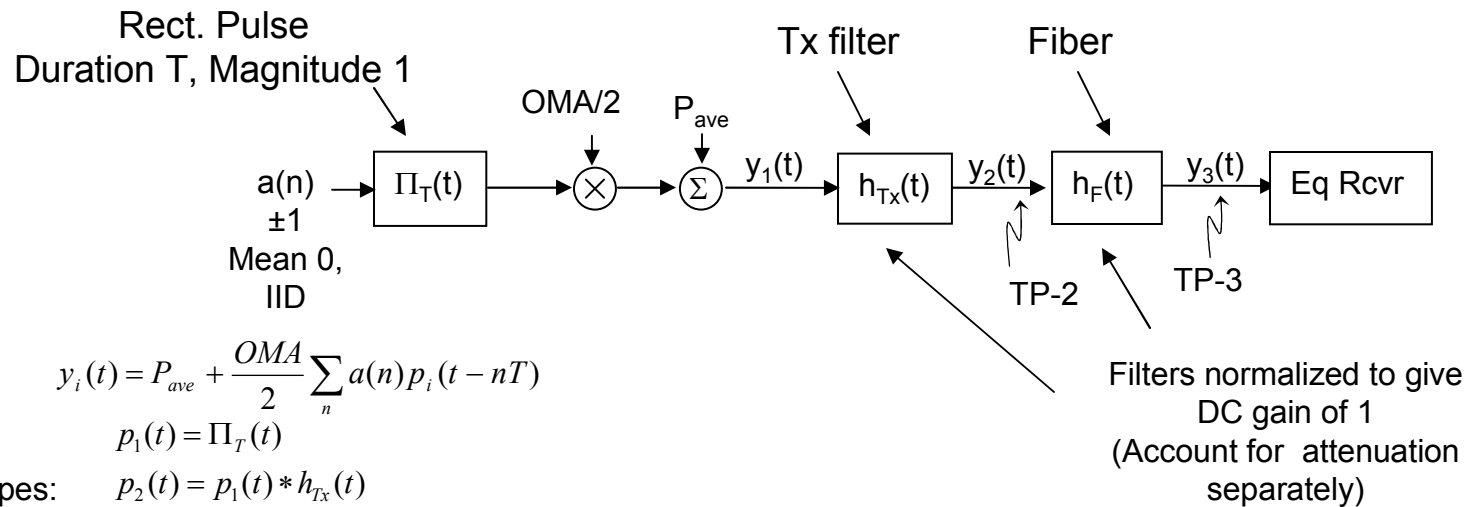 Rect. Pulse
Duration T, Magnitude 1
Tx filter
Fiber
OMA/2
P_ave
a(n)
±1
Mean 0,
IID
Π_T(t)
×
Σ
y_1(t)
h_Tx(t)
y_2(t)
h_F(t)
y_3(t)
Eq Rcvr
TP-2
TP-3
y_i(t) = P_ave + OMA/2 ∑_n a(n) p_i(t − nT)
p_1(t) = Π_T(t)
pes: p_2(t) = p_1(t) * h_Tx(t)
Filters normalized to give
DC gain of 1
(Account for attenuation
separately)